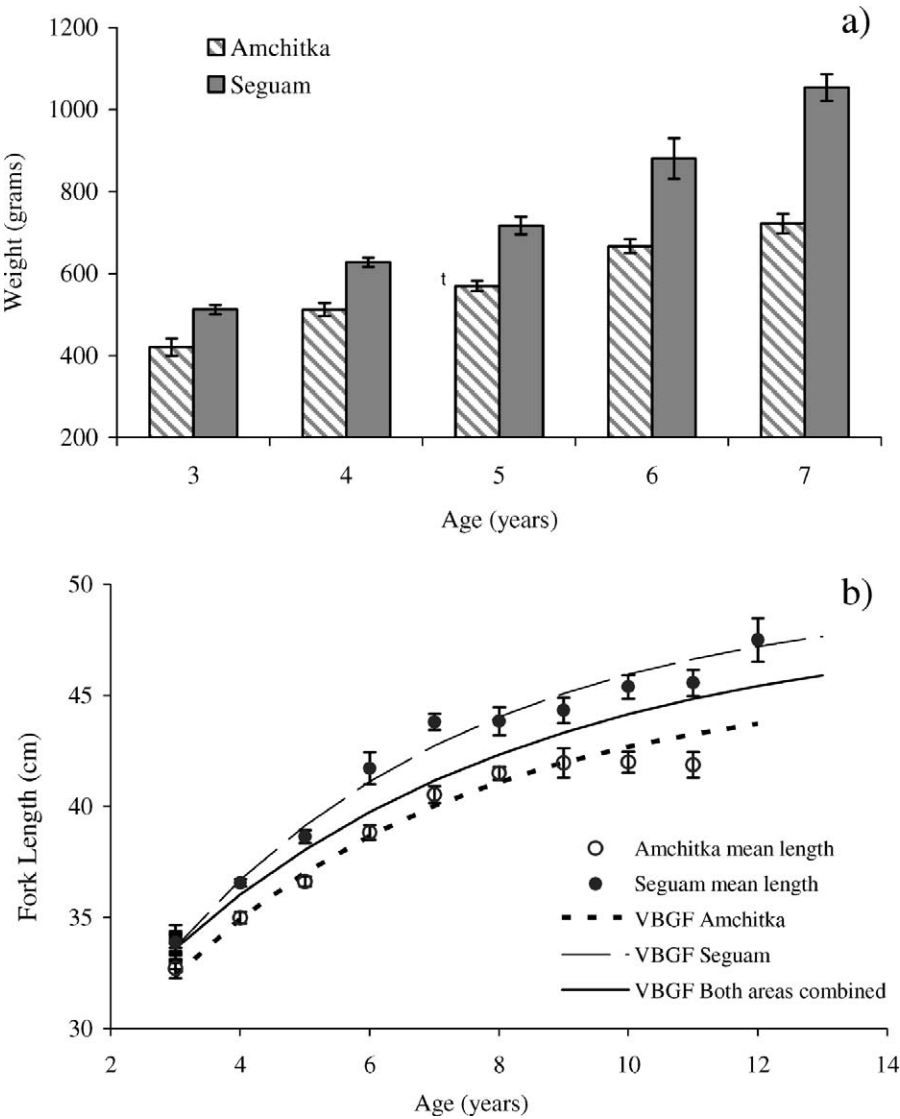 a)
1200
1000
800
600
400
200
Weight (grams)
Amchitka
Seguam
t
3 4 5 6 7
Age (years)
b)
50
45
40
35
30
Fork Length (cm)
Amchitka mean length
Seguam mean length
VBGF Amchitka
VBGF Seguam
VBGF Both areas combined
2 4 6 8 10 12 14
Age (years)